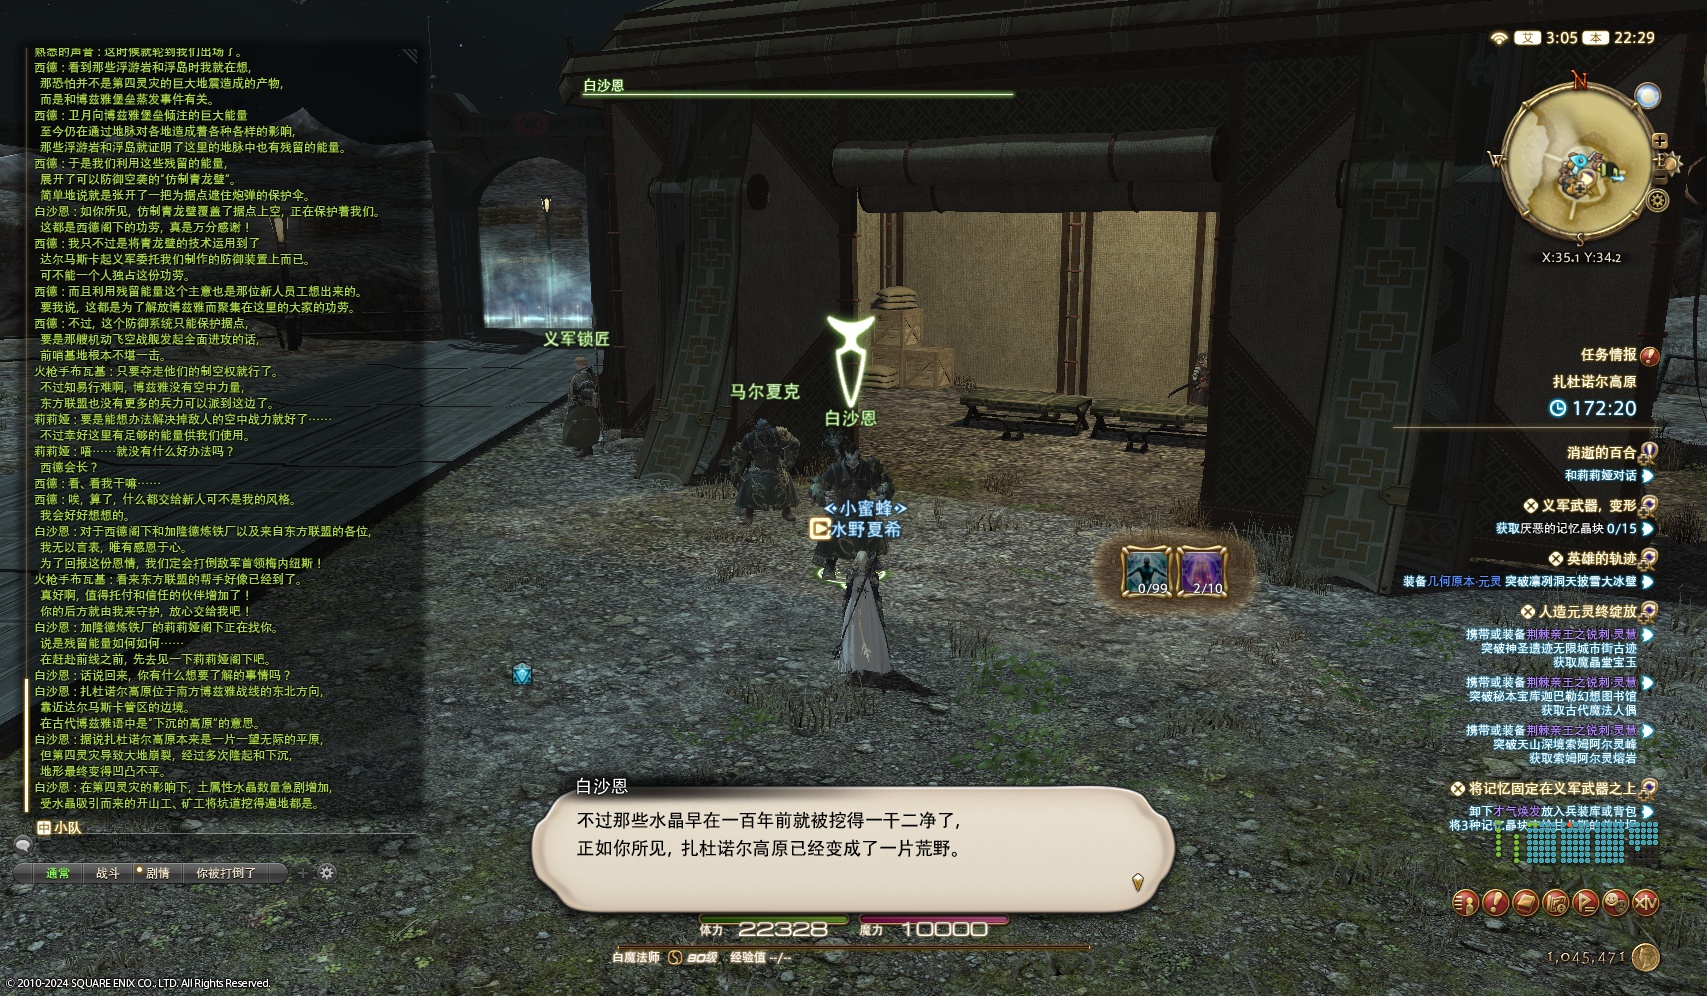 熟悉的声音：这时候就轮到我们出场了。
西德：看到那些浮游岩和浮岛时我就在想，
那恐怕并不是第四灵灾的巨大地震造成的产物，
而是和博兹雅堡垒蒸发事件有关。
西德：卫月向博兹雅堡垒倾注的巨大能量
至今仍在通过地脉对各地造成着各种各样的影响，
那些浮游岩和浮岛就证明了这里的地脉中也有残留的能量。
西德：于是我们利用这些残留的能量，
展开了可以防御空袭的“仿制青龙壁”。
简单地说就是张开了一把为据点遮住炮弹的保护伞。
白沙恩：如你所见，仿制青龙壁覆盖了据点上空，正在保护着我们。
这都是西德阁下的功劳，真是万分感谢！
西德：我只不过是将青龙壁的技术运用到了
达尔马斯卡起义军委托我们制作的防御装置上而已。
可不能一个人独占这份功劳。
西德：而且利用残留能量这个主意也是那位新人员工想出来的。
要我说，这都是为了解放博兹雅而聚集在这里的大家的功劳。
西德：不过，这个防御系统只能保护据点，
要是那艘机动飞空战舰发起全面进攻的话，
前哨基地根本不堪一击。
火枪手布瓦基：只要夺走他们的制空权就行了。
不过知易行难啊，博兹雅没有空中力量，
东方联盟也没有更多的兵力可以派到这边了。
莉莉娅：要是能想办法解决掉敌人的空中战力就好了……
不过幸好这里有足够的能量供我们使用。
莉莉娅：唔……就没有什么好办法吗？
西德会长？
西德：看、看我干嘛……
西德：唉，算了，什么都交给新人可不是我的风格。
我会好好想想的。
白沙恩：对于西德阁下和加隆德炼铁厂以及来自东方联盟的各位，
我无以言表，唯有感恩于心。
为了回报这份恩情，我们定会打倒敌军首领梅内纽斯！
火枪手布瓦基：看来东方联盟的帮手好像已经到了。
真好啊，值得托付和信任的伙伴增加了！
你的后方就由我来守护，放心交给我吧！
白沙恩：加隆德炼铁厂的莉莉娅阁下正在找你。
说是残留能量如何如何……
在赶赴前线之前，先去见一下莉莉娅阁下吧。
白沙恩：话说回来，你有什么想要了解的事情吗？
白沙恩：扎杜诺尔高原位于南方博兹雅战线的东北方向，
靠近达尔马斯卡管区的边境。
在古代博兹雅语中是“下沉的高原”的意思。
白沙恩：据说扎杜诺尔高原本来是一片一望无际的平原，
但第四灵灾导致大地崩裂，经过多次隆起和下沉，
地形最终变得凹凸不平。
白沙恩：在第四灵灾的影响下，土属性水晶数量急剧增加，
受水晶吸引而来的开山工、矿工将坑道挖得遍地都是。
小队
通常 战斗 剧情 你被打倒了
白沙恩
义军锁匠
马尔夏克
白沙恩
小蜜蜂
水野夏希
0/99 2/10
白沙恩
不过那些水晶早在一百年前就被挖得一干二净了，
正如你所见，扎杜诺尔高原已经变成了一片荒野。
体力 22328 魔力 10000
白魔法师 80级 经验值 --/--
艾 3:05 本 22:29
N
W
E
S
X:35.1 Y:34.2
任务情报
扎杜诺尔高原
172:20
消逝的百合
和莉莉娅对话
义军武器，变形
获取厌恶的记忆晶块 0/15
英雄的轨迹
装备几何原本·元灵 突破凛冽洞天披雪大冰壁
人造元灵终绽放
携带或装备荆棘亲王之锐刺·灵慧
突破神圣遗迹无限城市街古迹
获取魔晶堂宝玉
携带或装备荆棘亲王之锐刺·灵慧
突破秘本宝库迦巴勒幻想图书馆
获取古代魔法人偶
携带或装备荆棘亲王之锐刺·灵慧
突破天山深境索姆阿尔灵峰
获取索姆阿尔灵熔岩
将记忆固定在义军武器之上
卸下才气焕发放入兵装库或背包
将3种记忆晶块
XIV
1,045,471
© 2010-2024 SQUARE ENIX CO., LTD. All Rights Reserved.